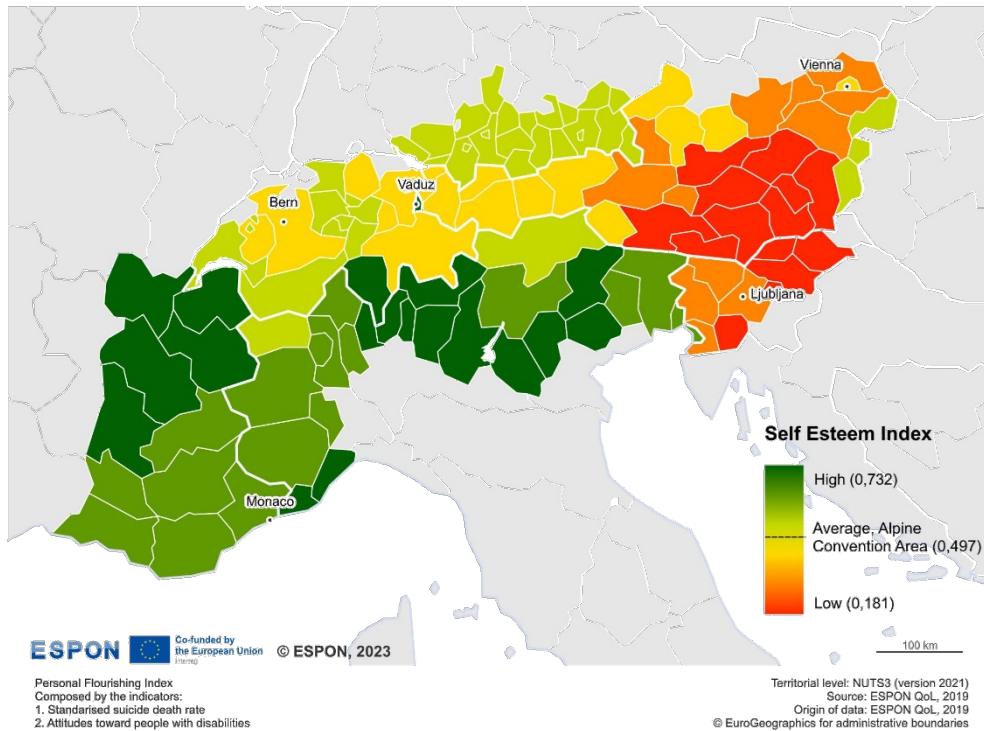 Vienna
Vaduz
Bern
Ljubljana
Monaco
Self Esteem Index
High (0,732)
Average, Alpine
Convention Area (0,497)
Low (0,181)
100 km
ESPON
Co-funded by
the European Union
Interreg
© ESPON, 2023
Personal Flourishing Index
Composed by the indicators:
1. Standarised suicide death rate
2. Attitudes toward people with disabilities
Territorial level: NUTS3 (version 2021)
Source: ESPON QoL, 2019
Origin of data: ESPON QoL, 2019
© EuroGeographics for administrative boundaries